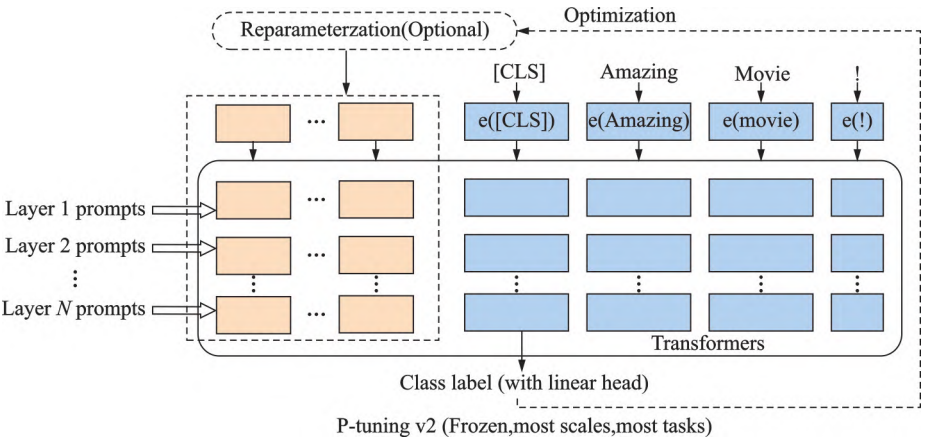 Optimization
Reparameterzation(Optional)
[CLS] Amazing Movie !
... e([CLS]) e(Amazing) e(movie) e(!)
Layer 1 prompts ...
Layer 2 prompts ...
⋮
Layer N prompts ...
Transformers
Class label (with linear head)
P-tuning v2 (Frozen,most scales,most tasks)